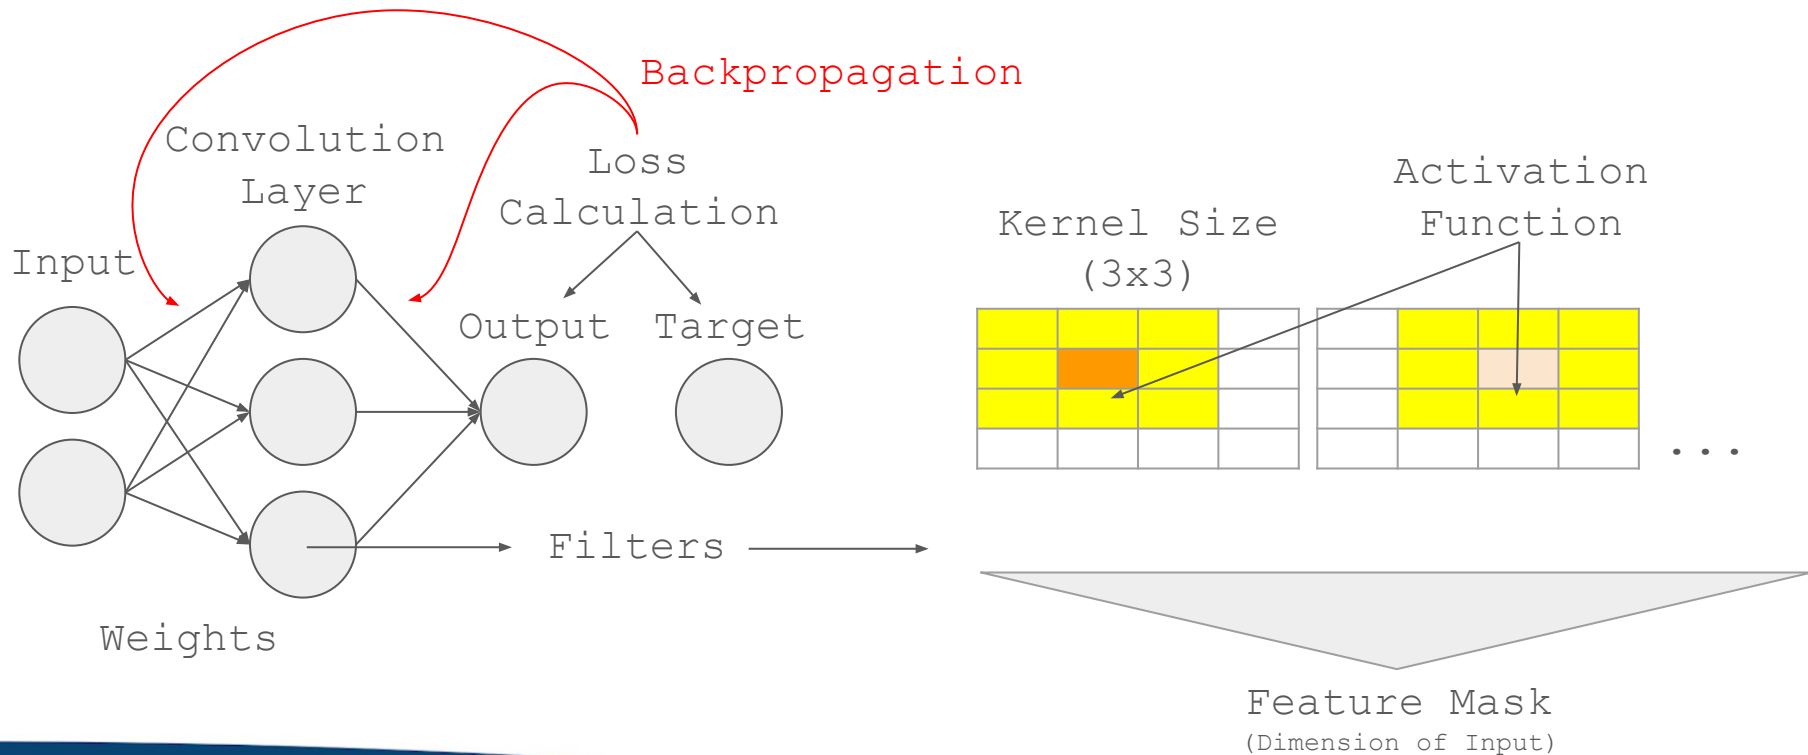 Backpropagation
Convolution
Layer
Loss
Calculation
Input
Output
Target
Filters
Weights
Kernel Size
(3x3)
Activation
Function
...
Feature Mask
(Dimension of Input)